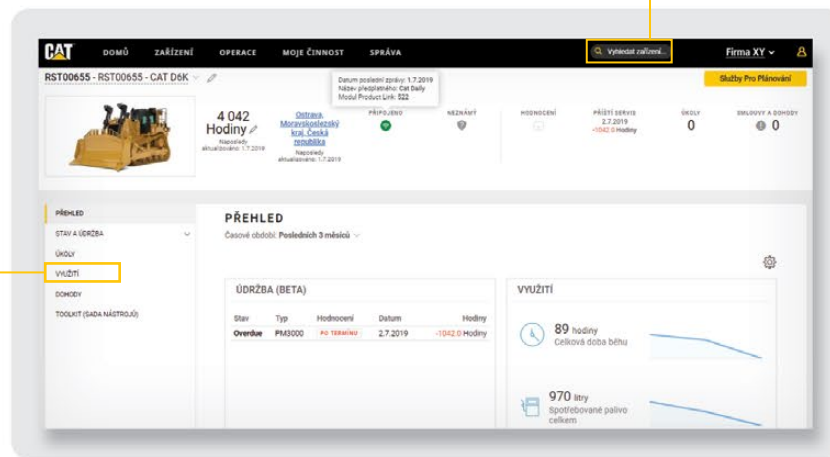 CAT
DOMŮ ZAŘÍZENÍ OPERACE MOJE ČINNOST SPRÁVA
Vyhledat zařízení...
Firma XY
RST00655 - RST00655 - CAT D6K
Datum poslední zprávy: 1.7.2019
Název předplatného: Cat Daily
Modul Product Link: 522
Služby Pro Plánování
4 042
Hodiny
Naposledy
aktualizováno: 1.7.2019
Ostrava,
Moravskoslezský
kraj, Česká
republika
Naposledy
aktualizováno: 1.7.2019
PŘIPOJENO
NEZNÁMÝ
HODNOCENÍ
PŘÍŠTÍ SERVIS
2.7.2019
-1042.0 Hodiny
ÚKOLY
0
SMLOUVY A DOHODY
0
PŘEHLED
STAV A ÚDRŽBA
ÚKOLY
VYUŽITÍ
DOHODY
TOOLKIT (SADA NÁSTROJŮ)
PŘEHLED
Časové období: Posledních 3 měsíců
ÚDRŽBA (BETA)
Stav Typ Hodnocení Datum Hodiny
Overdue PM3000 PO TERMÍNU 2.7.2019 -1042.0 Hodiny
VYUŽITÍ
89 hodiny
Celková doba běhu
970 litry
Spotřebované palivo
celkem